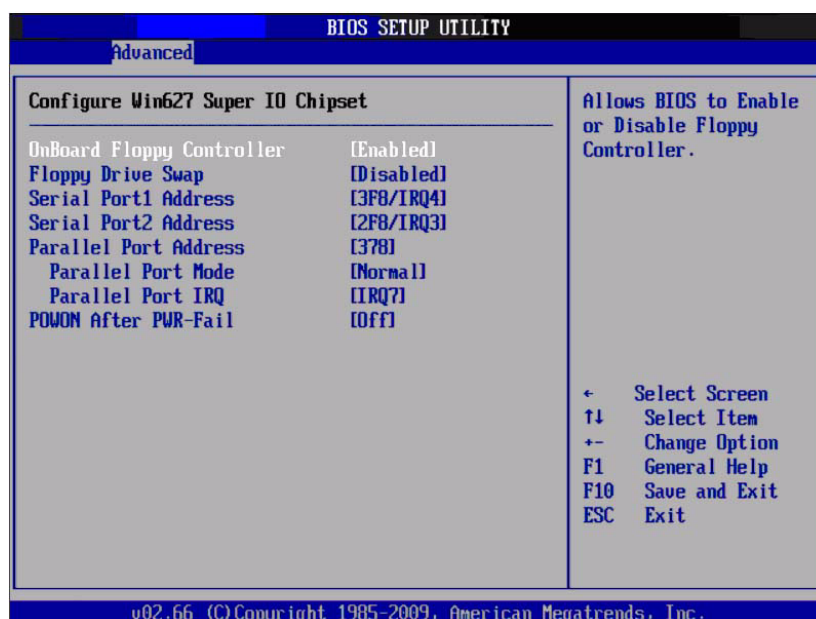 BIOS SETUP UTILITY
Advanced
Configure Win627 Super IO Chipset
OnBoard Floppy Controller [Enabled]
Floppy Drive Swap [Disabled]
Serial Port1 Address [3F8/IRQ4]
Serial Port2 Address [2F8/IRQ3]
Parallel Port Address [378]
Parallel Port Mode [Normal]
Parallel Port IRQ [IRQ7]
POWON After PWR-Fail [Off]
Allows BIOS to Enable
or Disable Floppy
Controller.
← Select Screen
↑↓ Select Item
+- Change Option
F1 General Help
F10 Save and Exit
ESC Exit
v02.66 (C)Copyright 1985-2009, American Megatrends, Inc.